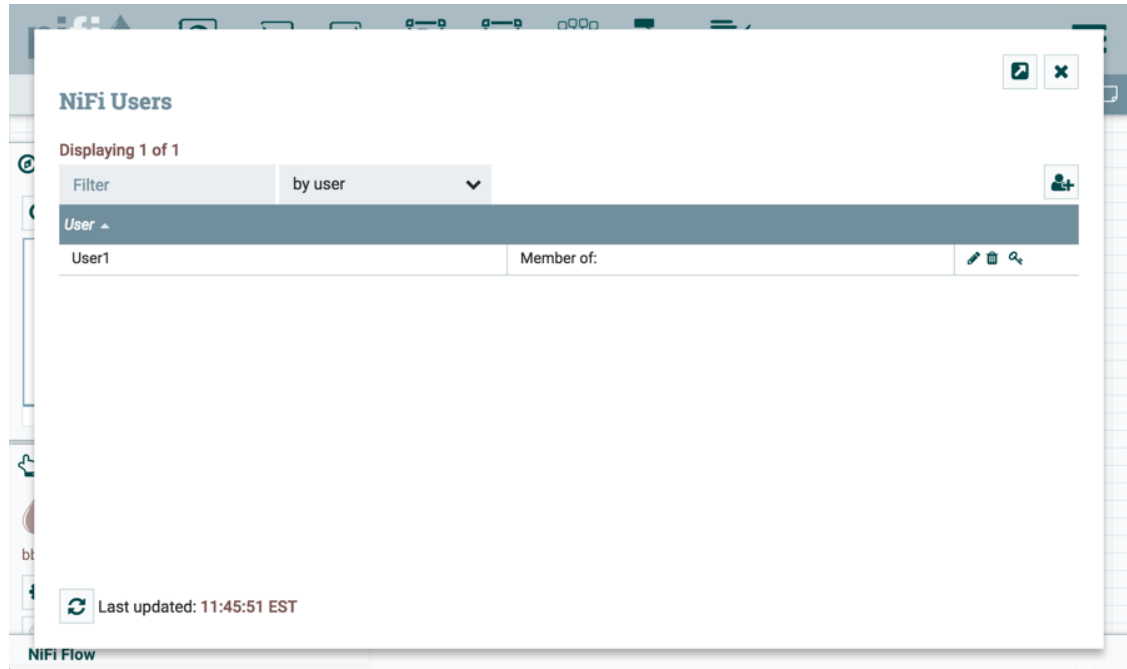 nifi
NiFi Users
Displaying 1 of 1
Filter by user
User
User1 Member of:
Last updated: 11:45:51 EST
NiFi Flow